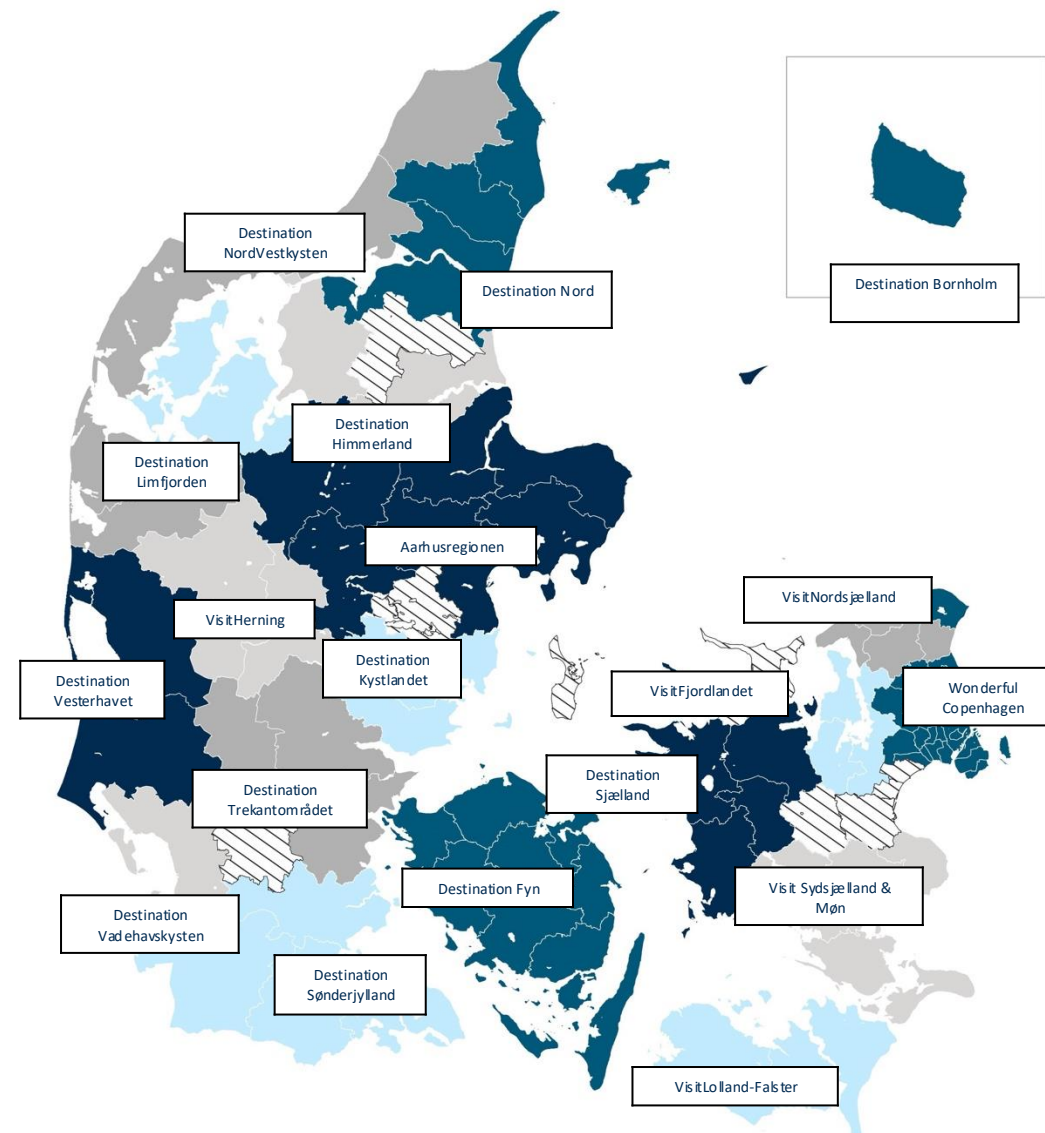 Destination
NordVestkysten
Destination Nord
Destination Bornholm
Destination
Himmerland
Destination
Limfjorden
Aarhusregionen
VisitNordsjælland
VisitHerning
Destination
Kystlandet
Destination
Vesterhavet
VisitFjordlandet
Wonderful
Copenhagen
Destination
Sjælland
Destination
Trekantområdet
Destination Fyn
Visit Sydsjælland &
Møn
Destination
Vadehavskysten
Destination
Sønderjylland
VisitLolland-Falster